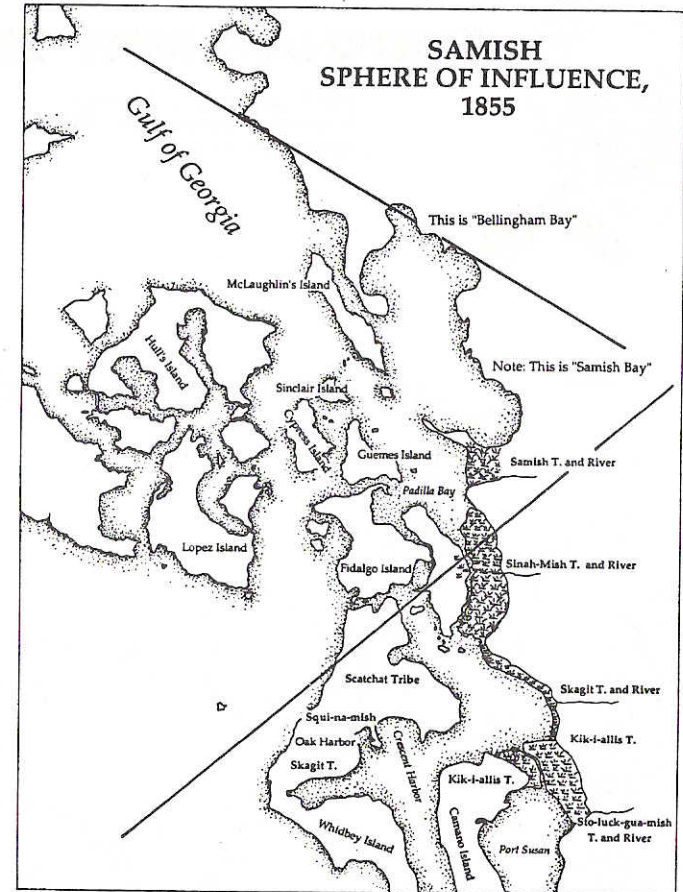 SAMISH
SPHERE OF INFLUENCE,
1855
Gulf of Georgia
This is "Bellingham Bay"
McLaughlin's Island
Hull's Island
Note: This is "Samish Bay"
Sinclair Island
Cypress Island
Guemes Island
Samish T. and River
Padilla Bay
Lopez Island
Fidalgo Island
Sinah-Mish T. and River
Scatchat Tribe
Skagit T. and River
Squi-na-mish
Oak Harbor
Skagit T.
Crescent Harbor
Kik-i-allis T.
Kik-i-allis T.
Whidbey Island
Camano Island
Port Susan
Sto-luck-gua-mish
T. and River